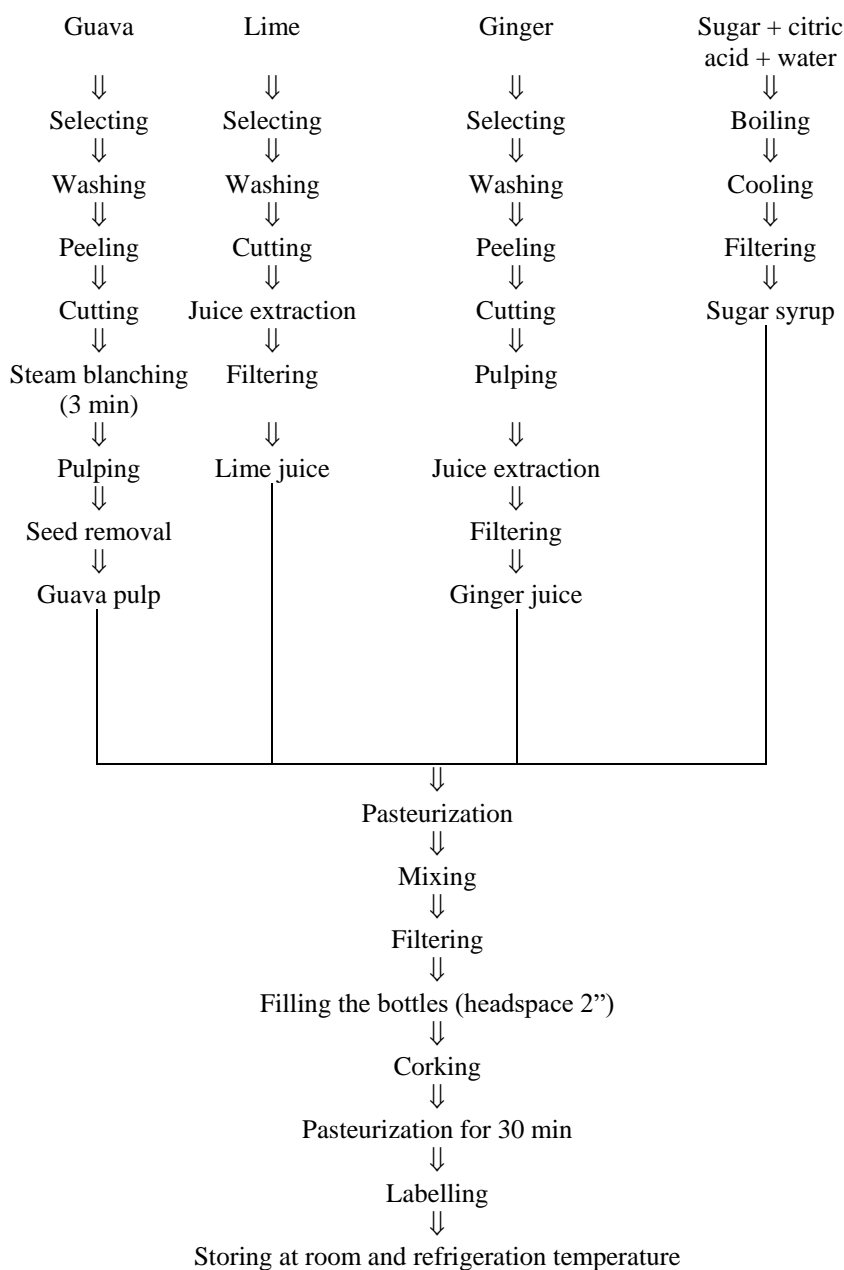 Guava
Lime
Ginger
Sugar + citric
acid + water
⇓
⇓
⇓
⇓
Selecting
Selecting
Selecting
Boiling
⇓
⇓
⇓
⇓
Washing
Washing
Washing
Cooling
⇓
⇓
⇓
⇓
Peeling
Cutting
Peeling
Filtering
⇓
⇓
⇓
⇓
Cutting
Juice extraction
Cutting
Sugar syrup
⇓
⇓
⇓
Steam blanching
(3 min)
Filtering
Pulping
⇓
⇓
⇓
Pulping
Lime juice
Juice extraction
⇓
⇓
Seed removal
Filtering
⇓
⇓
Guava pulp
Ginger juice
⇓
Pasteurization
⇓
Mixing
⇓
Filtering
⇓
Filling the bottles (headspace 2”)
⇓
Corking
⇓
Pasteurization for 30 min
⇓
Labelling
⇓
Storing at room and refrigeration temperature